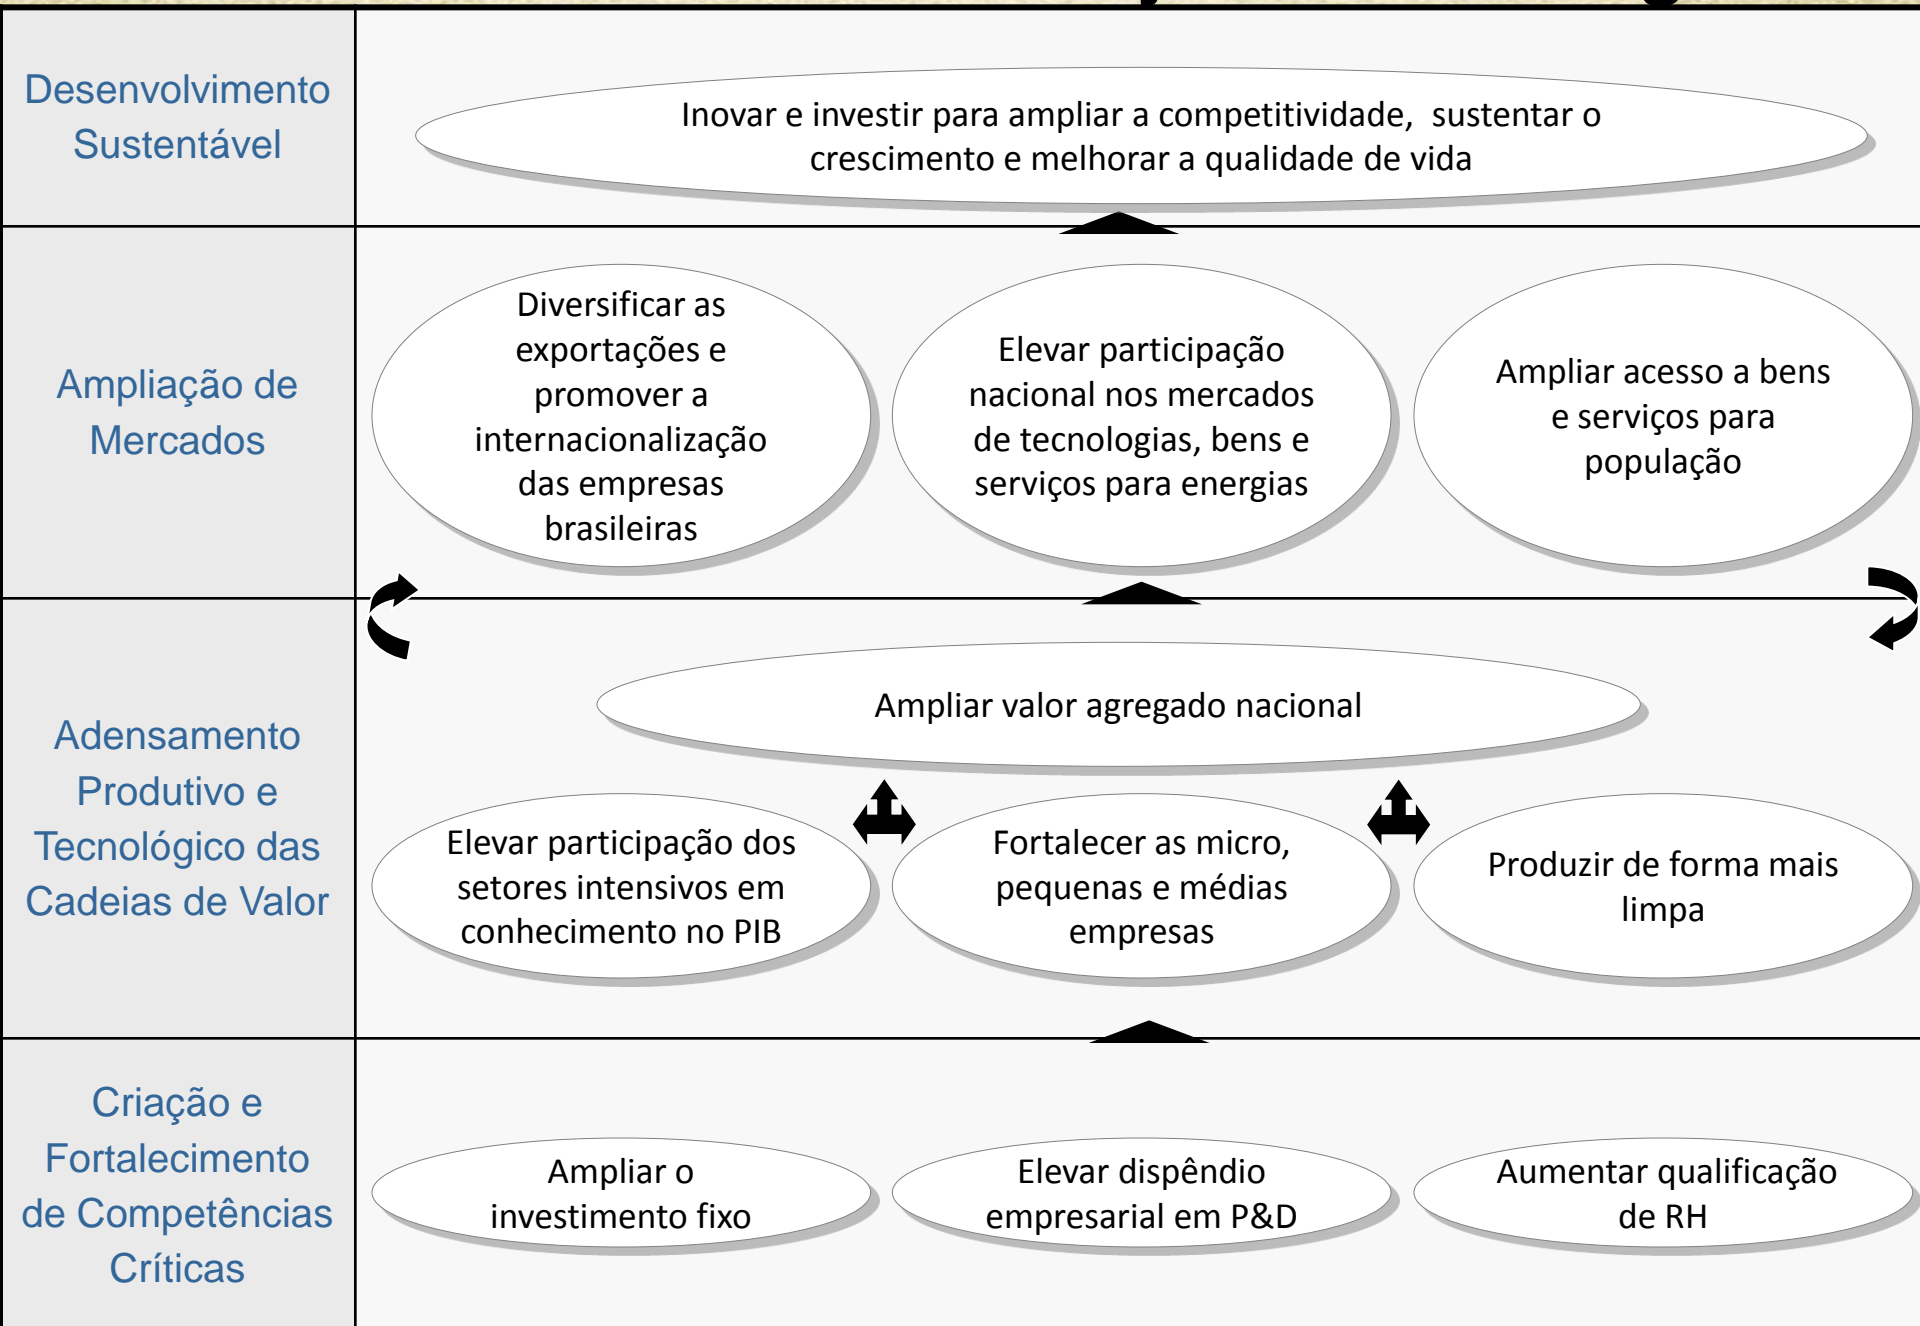 Desenvolvimento
Sustentável
Inovar e investir para ampliar a competitividade,  sustentar o
crescimento e melhorar a qualidade de vida
Ampliação de
Mercados
Diversificar as
exportações e
promover a
internacionalização
das empresas
brasileiras
Elevar participação
nacional nos mercados
de tecnologias, bens e
serviços para energias
Ampliar acesso a bens
e serviços para
população
Adensamento
Produtivo e
Tecnológico das
Cadeias de Valor
Ampliar valor agregado nacional
Elevar participação dos
setores intensivos em
conhecimento no PIB
Fortalecer as micro,
pequenas e médias
empresas
Produzir de forma mais
limpa
Criação e
Fortalecimento
de Competências
Críticas
Ampliar o
investimento fixo
Elevar dispêndio
empresarial em P&D
Aumentar qualificação
de RH